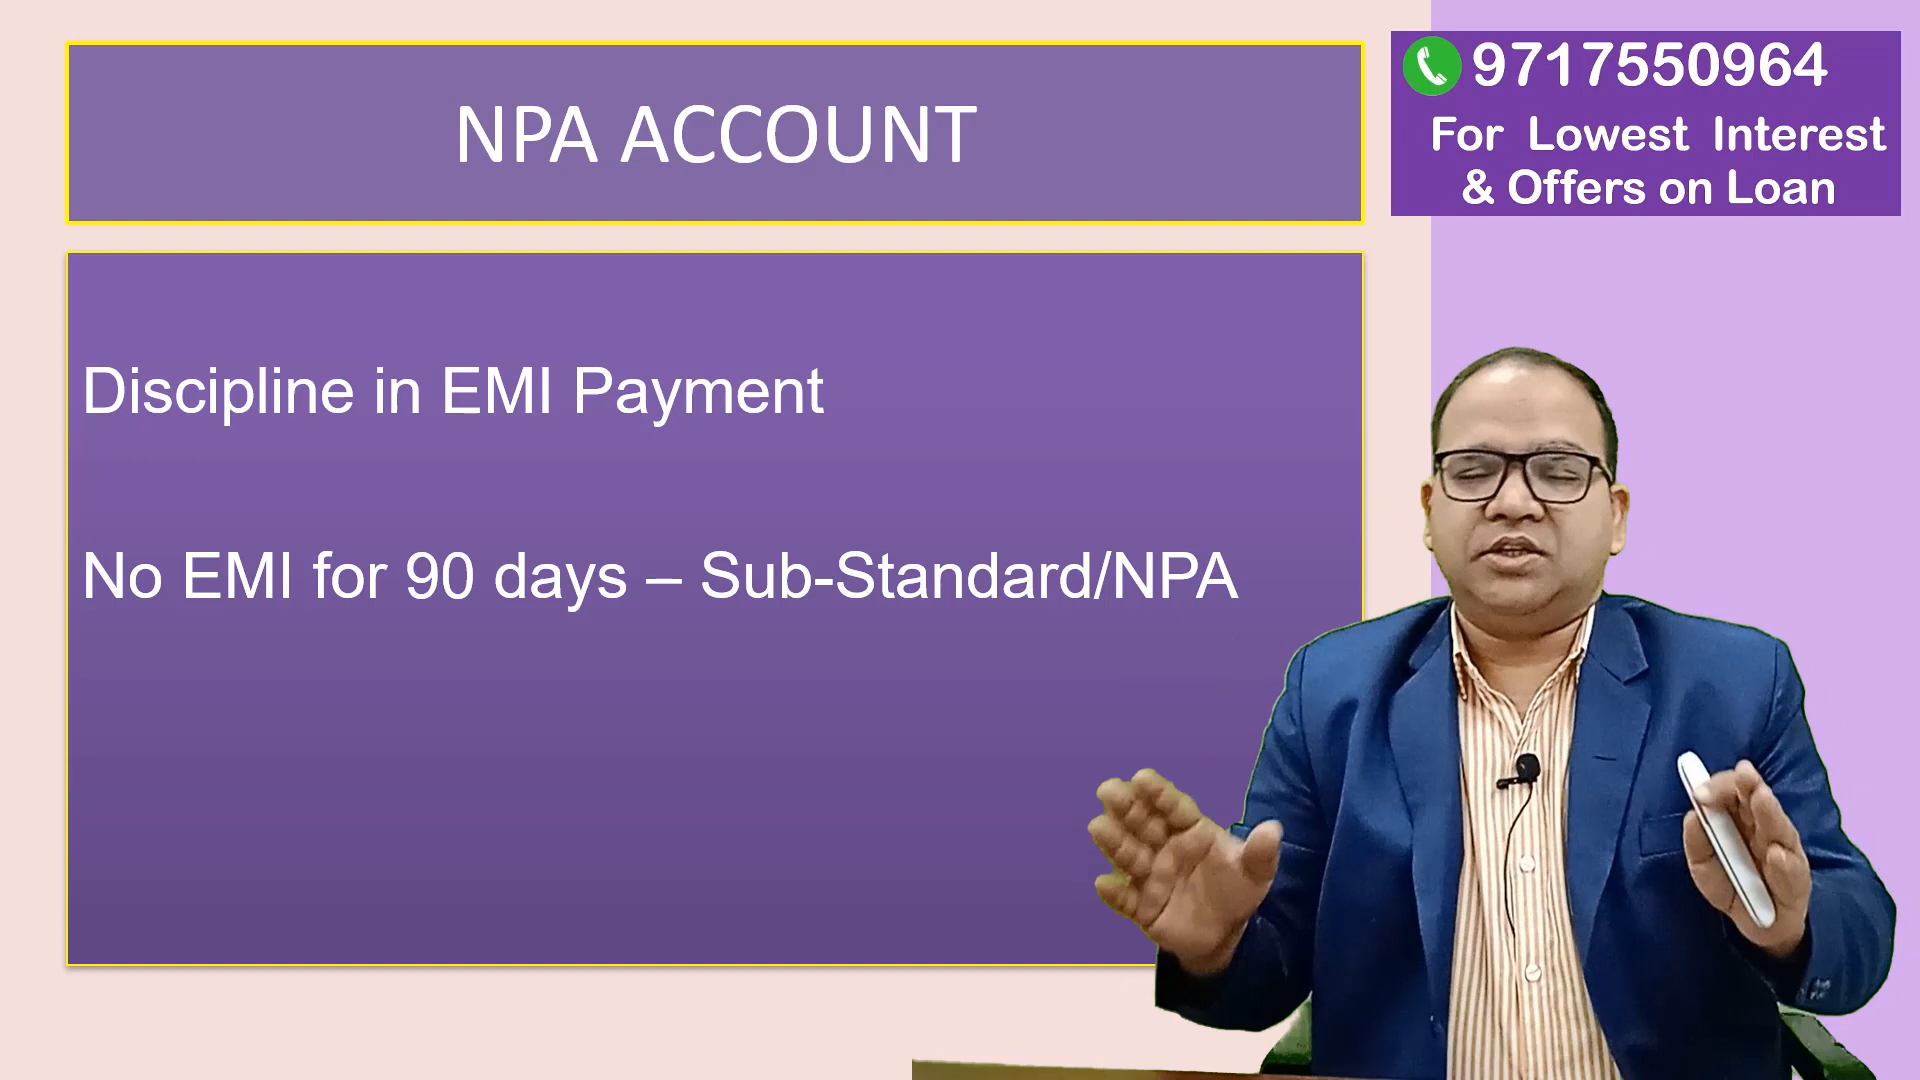 NPA ACCOUNT
9717550964
For Lowest Interest
& Offers on Loan
Discipline in EMI Payment
No EMI for 90 days – Sub-Standard/NPA